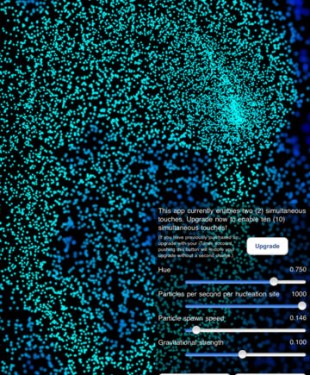 This app currently enables two (2) simultaneous
touches. Upgrade now to enable ten (10)
simultaneous touches!
(If you have previously purchased the
upgrade with your iTunes account,
pushing this button will restore your
upgrade without a second charge.)
Upgrade
Hue 0.750
Particles per second per nucleation site 1000
Particle spawn speed 0.146
Gravitational strength 0.100